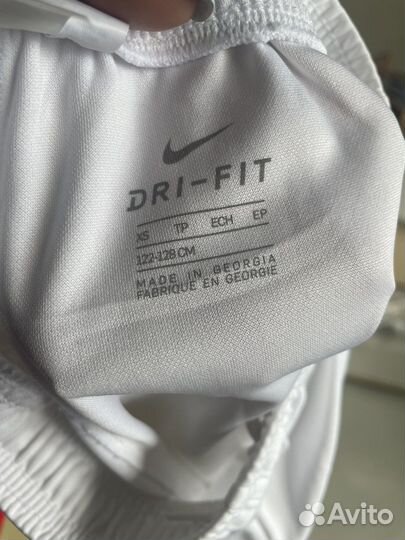 DRI-FIT
XS TP ECH EP
122-128 CM
MADE IN GEORGIA
FABRIQUE EN GEORGIE
Avito